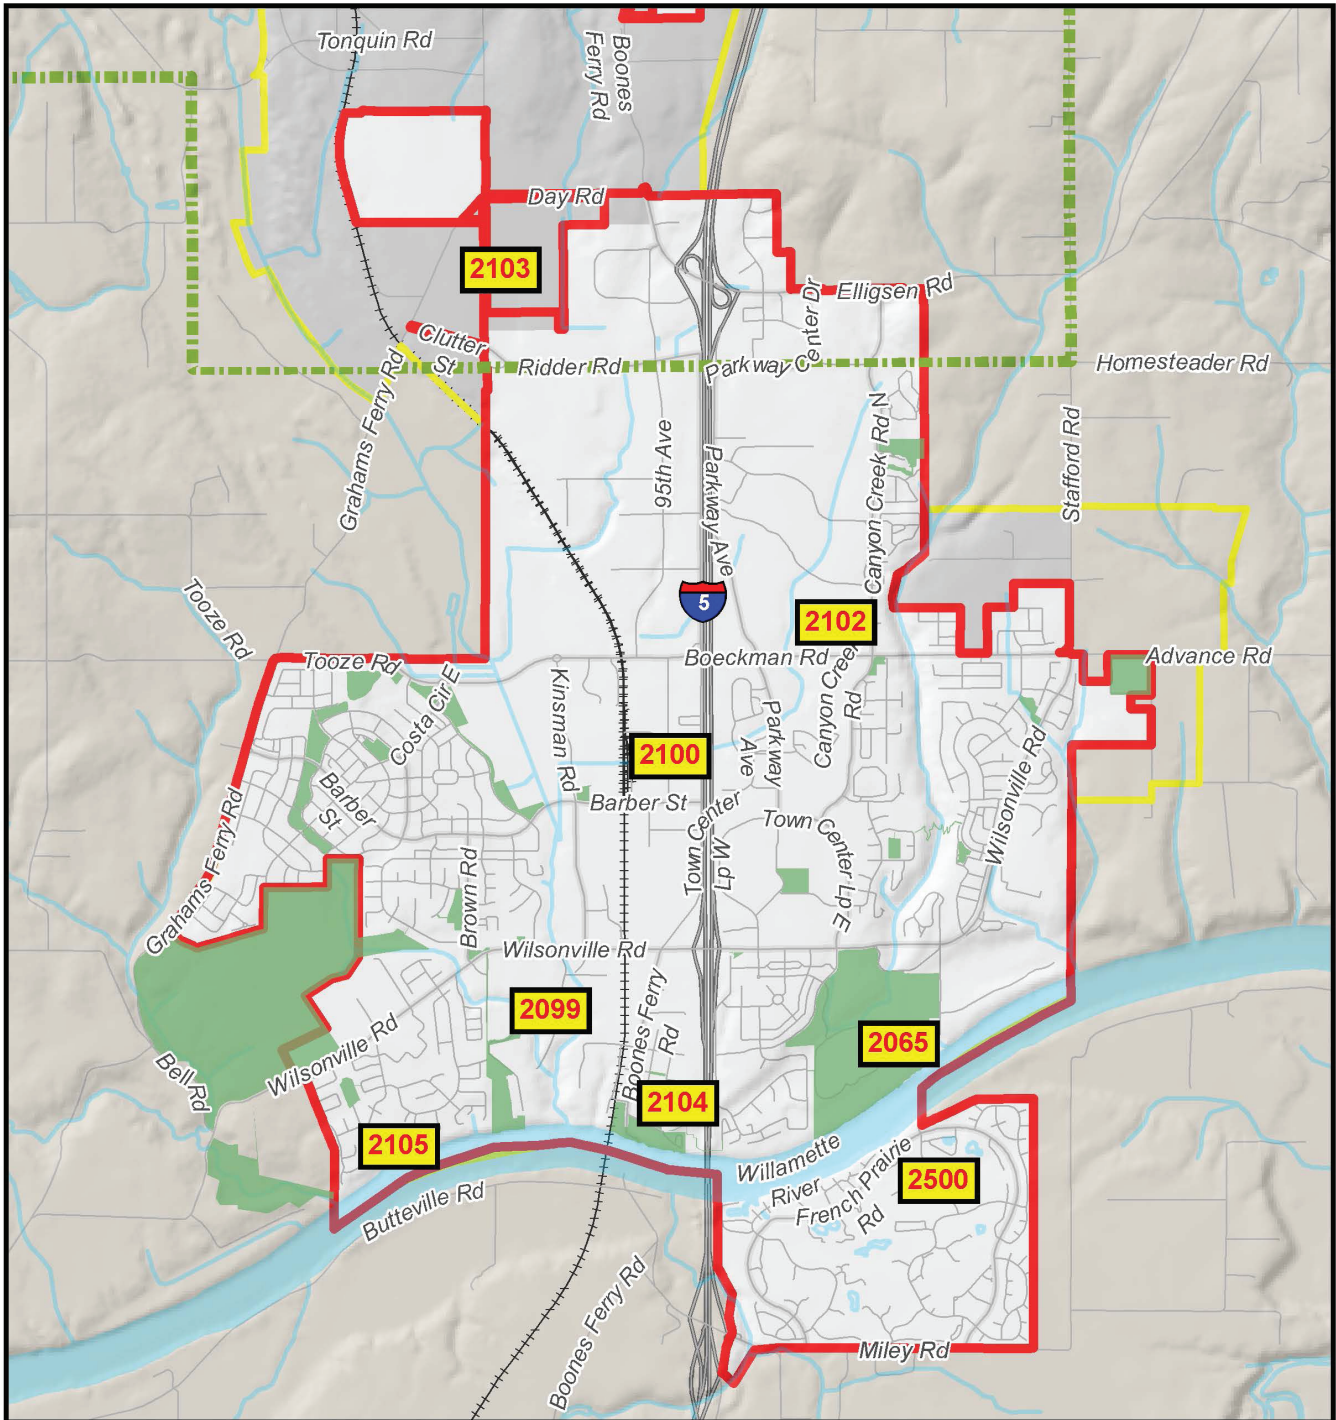 Tonquin Rd
Boones
Ferry Rd
Day Rd
2103
Elligsen Rd
Clutter
St
Ridder Rd
Parkway Center Dr
Homesteader Rd
Grahams Ferry Rd
95th Ave
Parkway Ave
Canyon Creek Rd N
Stafford Rd
5
Tooze Rd
2102
Tooze Rd
Boeckman Rd
Advance Rd
Costa Cir E
Kinsman Rd
Canyon Creek
Rd
Parkway
Ave
2100
Barber
St
Barber St
Town Center
Lp W
Town Center Lp E
Wilsonville Rd
Grahams Ferry Rd
Brown Rd
Wilsonville Rd
2099
Boones Ferry
Rd
2065
Bell Rd
Wilsonville Rd
2104
2105
Willamette
River
French Prairie
Rd
2500
Butteville Rd
Boones Ferry Rd
Miley Rd